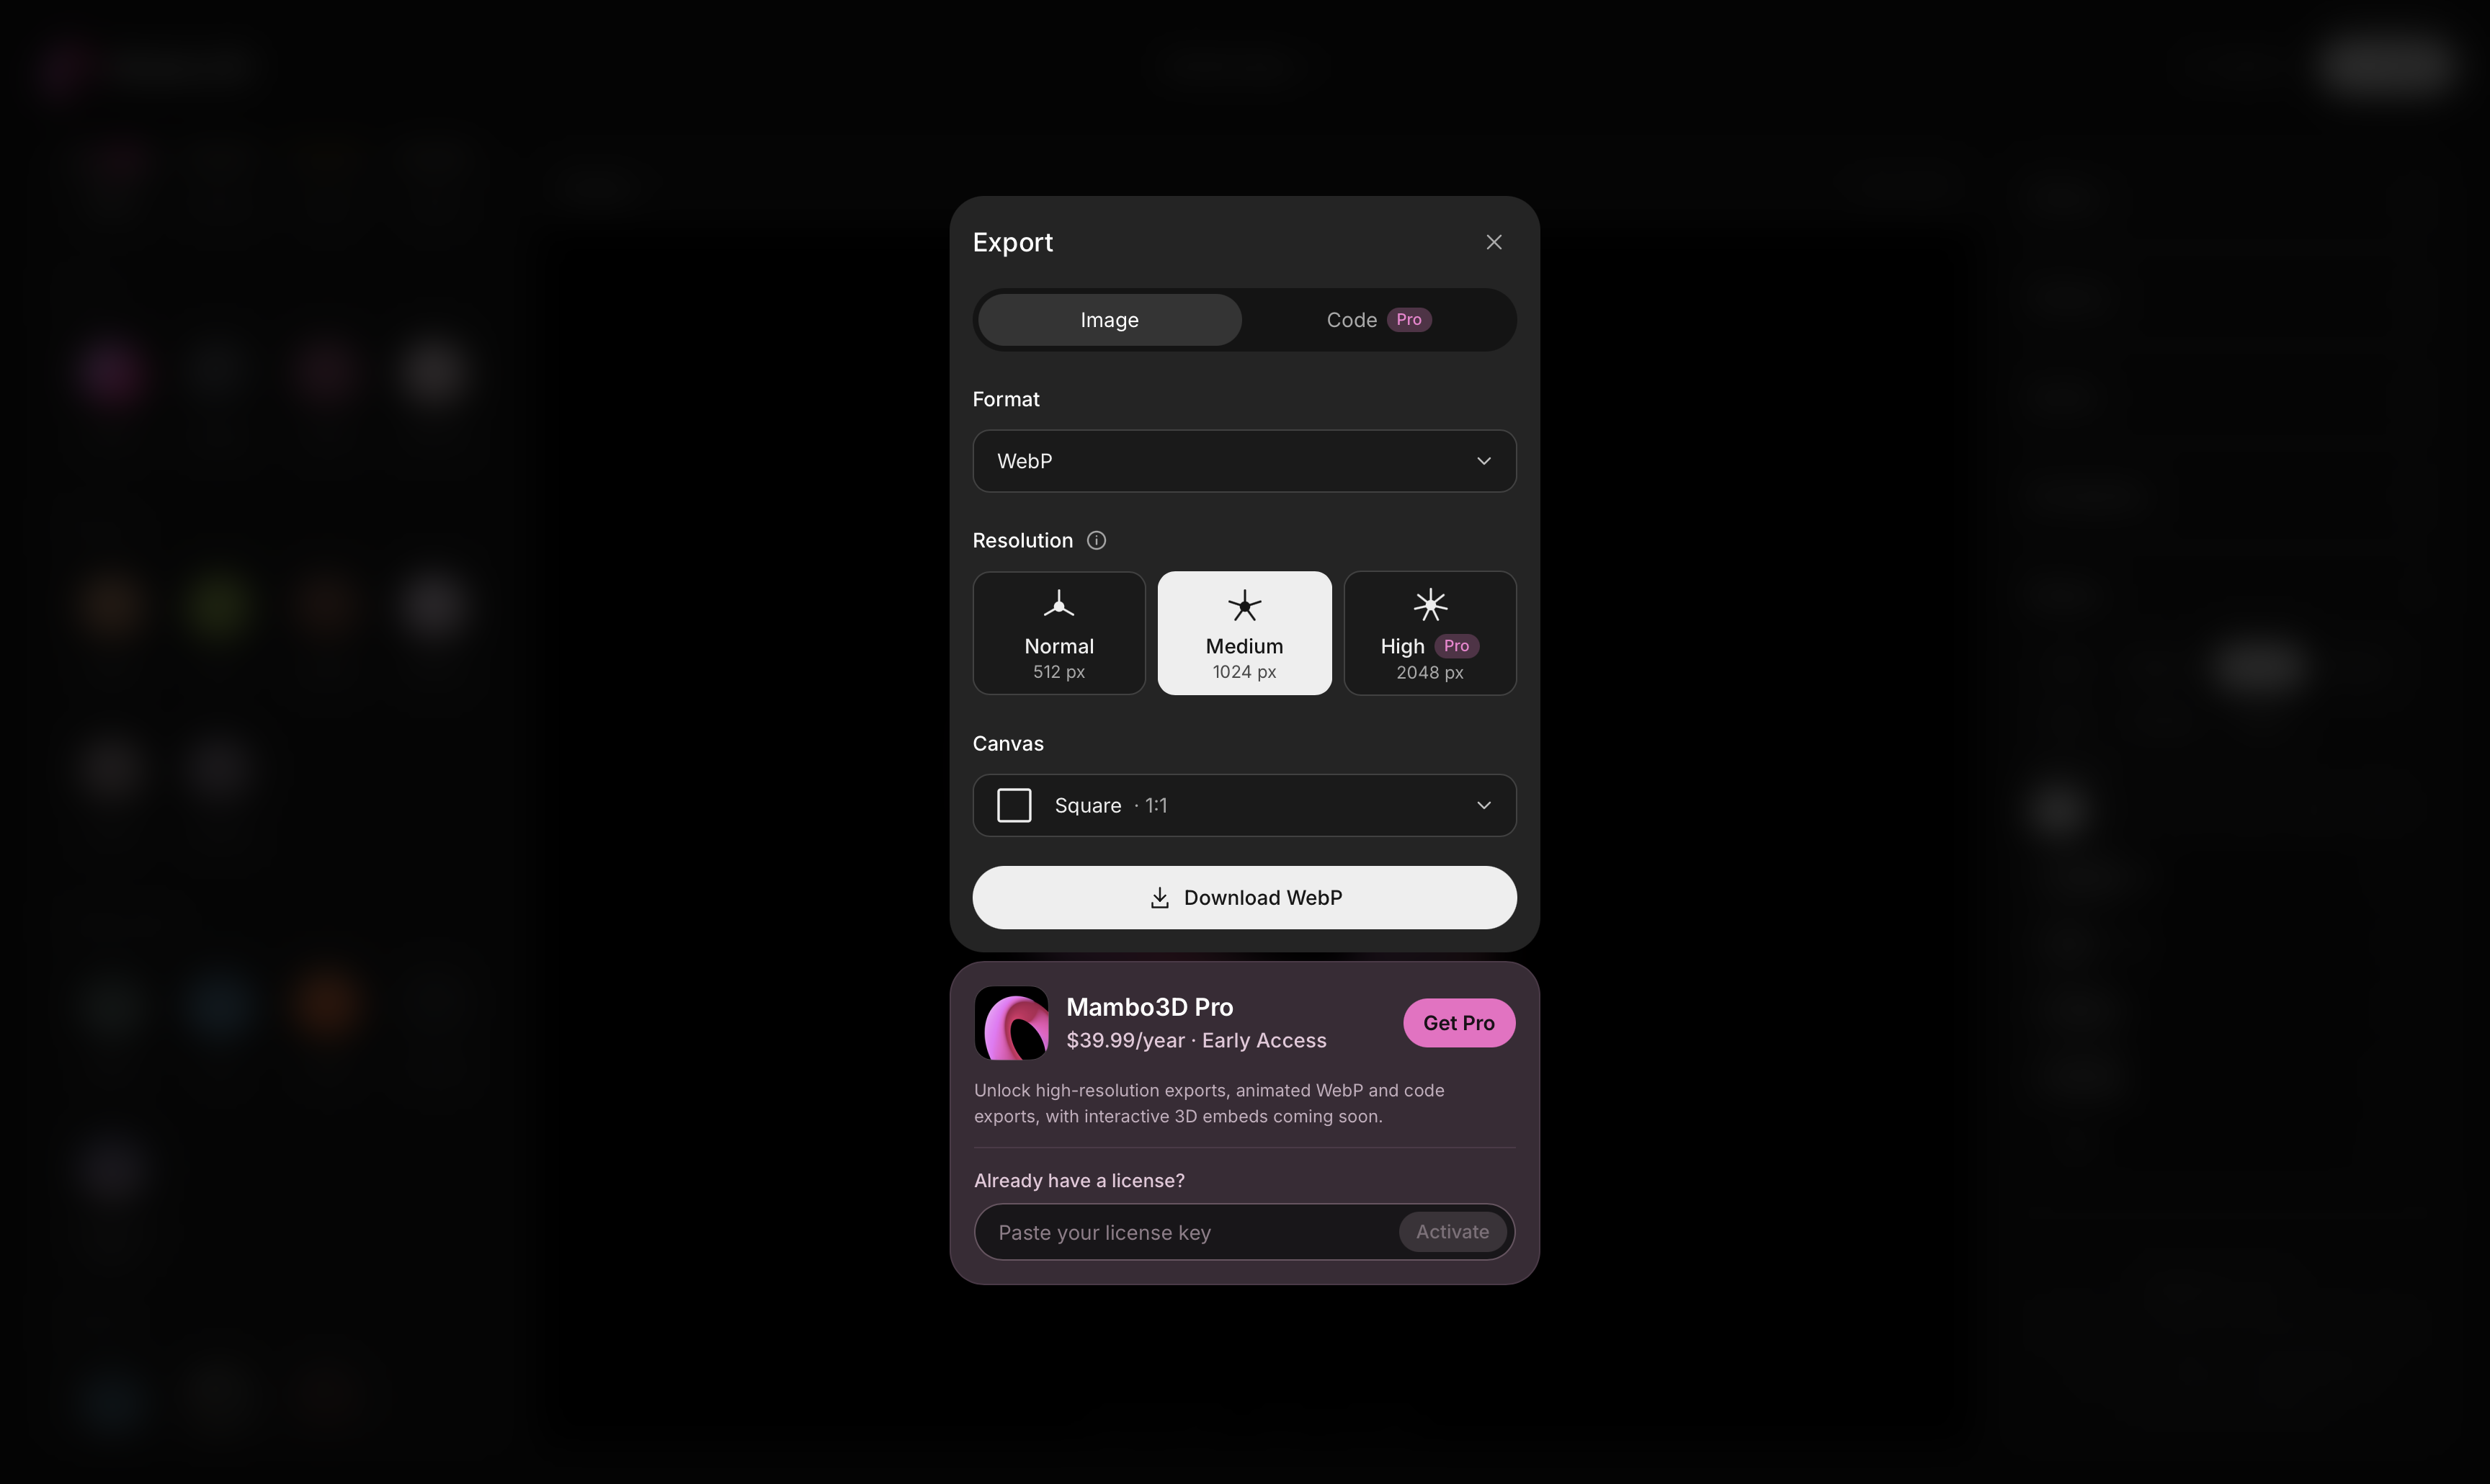 Export
Image
Code Pro
Format
WebP
Resolution
Normal
512 px
Medium
1024 px
High Pro
2048 px
Canvas
Square · 1:1
Download WebP
Mambo3D Pro
$39.99/year · Early Access
Get Pro
Unlock high-resolution exports, animated WebP and code
exports, with interactive 3D embeds coming soon.
Already have a license?
Paste your license key
Activate